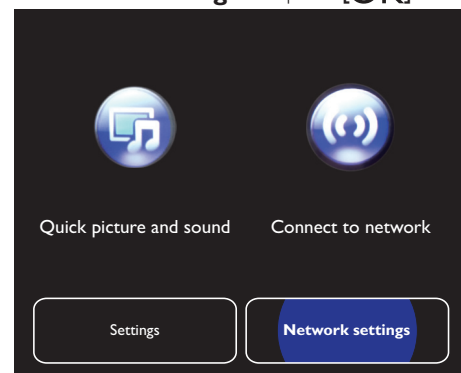 Quick picture and sound
Connect to network
Settings
Network settings